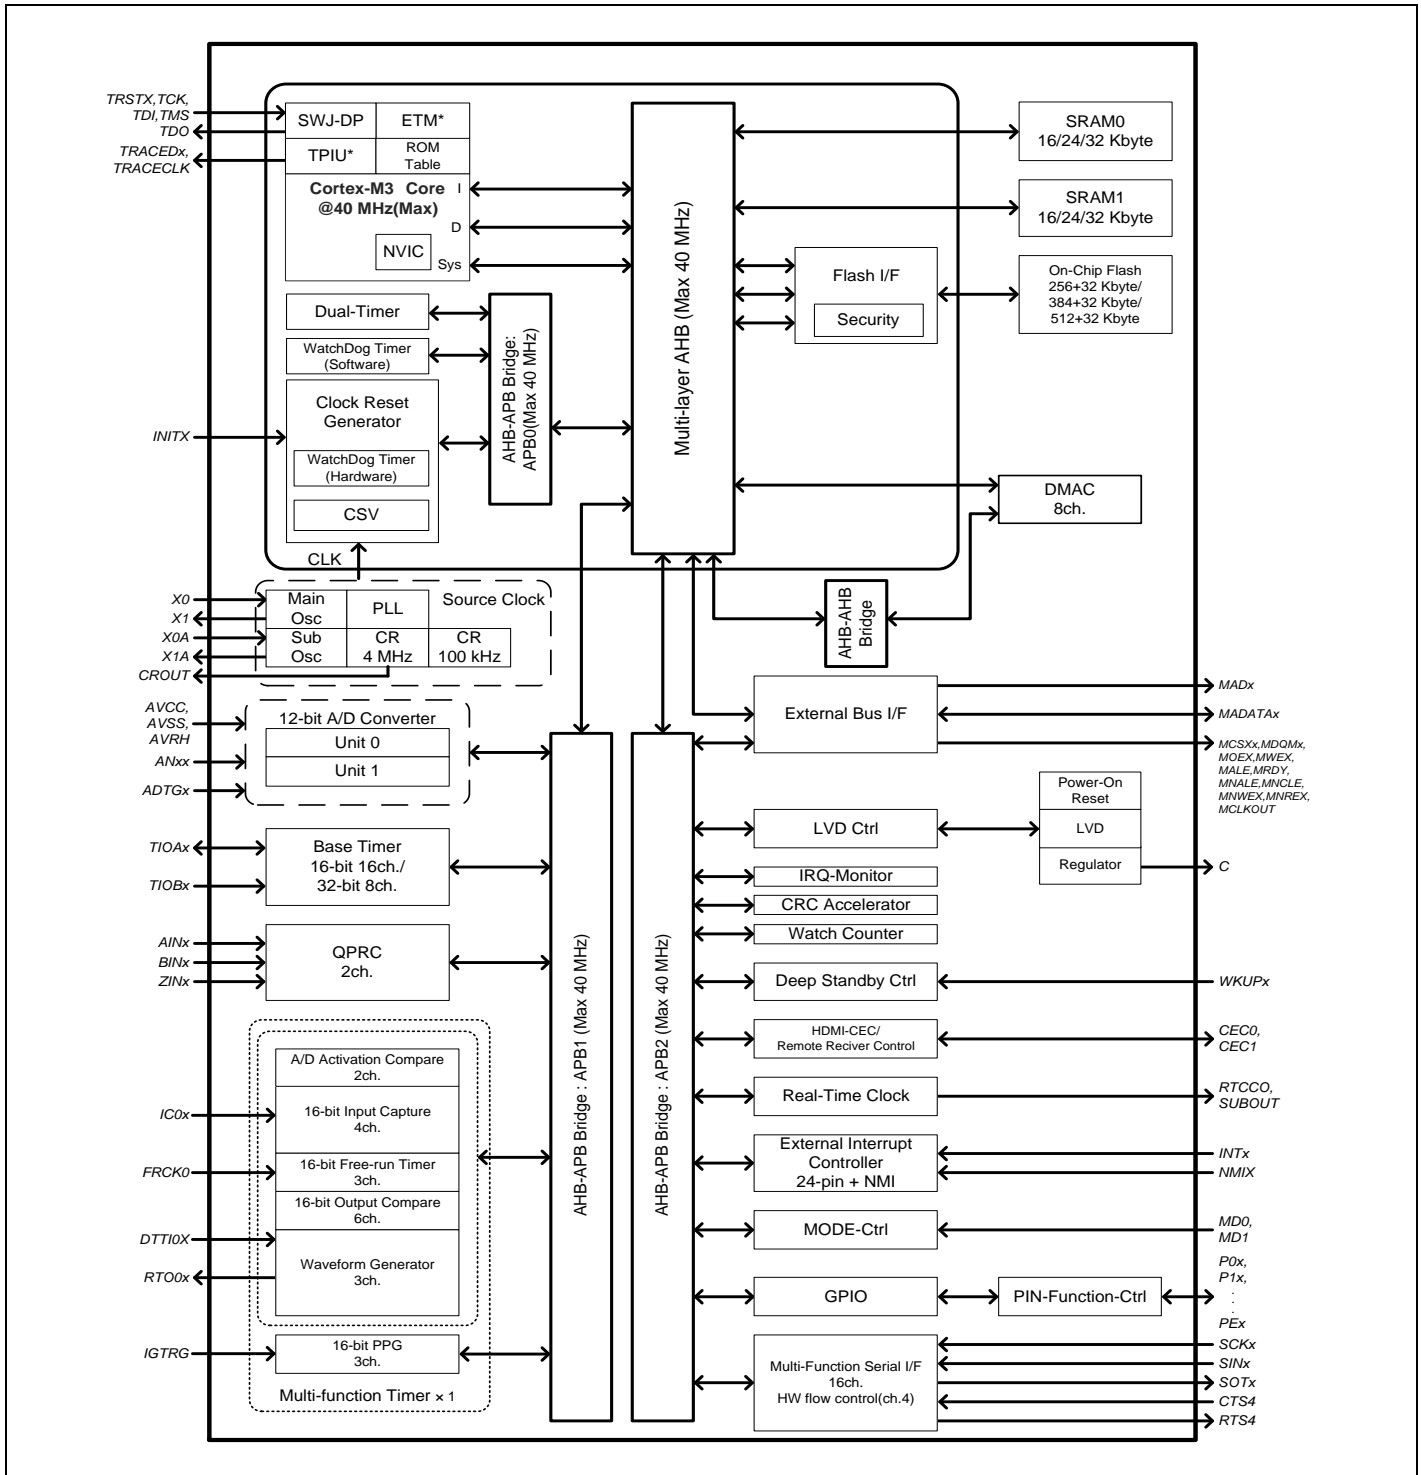 TRSTX,TCK,
TDI,TMS
TDO
TRACEDx,
TRACECLK
SWJ-DP
ETM*
TPIU*
ROM
Table
Cortex-M3 Core
@40 MHz(Max)
I
D
Sys
NVIC
Dual-Timer
WatchDog Timer
(Software)
Clock Reset
Generator
WatchDog Timer
(Hardware)
CSV
INITX
CLK
AHB-APB Bridge:
APB0(Max 40 MHz)
Multi-layer AHB (Max 40 MHz)
SRAM0
16/24/32 Kbyte
SRAM1
16/24/32 Kbyte
Flash I/F
Security
On-Chip Flash
256+32 Kbyte/
384+32 Kbyte/
512+32 Kbyte
DMAC
8ch.
AHB-AHB
Bridge
X0
X1
X0A
X1A
CROUT
Main
Osc
PLL
Source Clock
Sub
Osc
CR
4 MHz
CR
100 kHz
AVCC,
AVSS,
AVRH
ANxx
ADTGx
12-bit A/D Converter
Unit 0
Unit 1
TIOAx
TIOBx
Base Timer
16-bit 16ch./
32-bit 8ch.
AINx
BINx
ZINx
QPRC
2ch.
A/D Activation Compare
2ch.
IC0x
16-bit Input Capture
4ch.
FRCK0
16-bit Free-run Timer
3ch.
16-bit Output Compare
6ch.
DTTI0X
RTO0x
Waveform Generator
3ch.
IGTRG
16-bit PPG
3ch.
Multi-function Timer × 1
AHB-APB Bridge : APB1 (Max 40 MHz)
AHB-APB Bridge : APB2 (Max 40 MHz)
External Bus I/F
MADx
MADATAx
MCSXx,MDQMx,
MOEX,MWEX,
MALE,MRDY,
MNALE,MNCLE,
MNWEX,MNREX,
MCLKOUT
LVD Ctrl
Power-On
Reset
LVD
Regulator
C
IRQ-Monitor
CRC Accelerator
Watch Counter
Deep Standby Ctrl
WKUPx
HDMI-CEC/
Remote Reciver Control
CEC0,
CEC1
Real-Time Clock
RTCCO,
SUBOUT
External Interrupt
Controller
24-pin + NMI
INTx
NMIX
MODE-Ctrl
MD0,
MD1
GPIO
PIN-Function-Ctrl
P0x,
P1x,
.
.
PEx
Multi-Function Serial I/F
16ch.
HW flow control(ch.4)
SCKx
SINx
SOTx
CTS4
RTS4